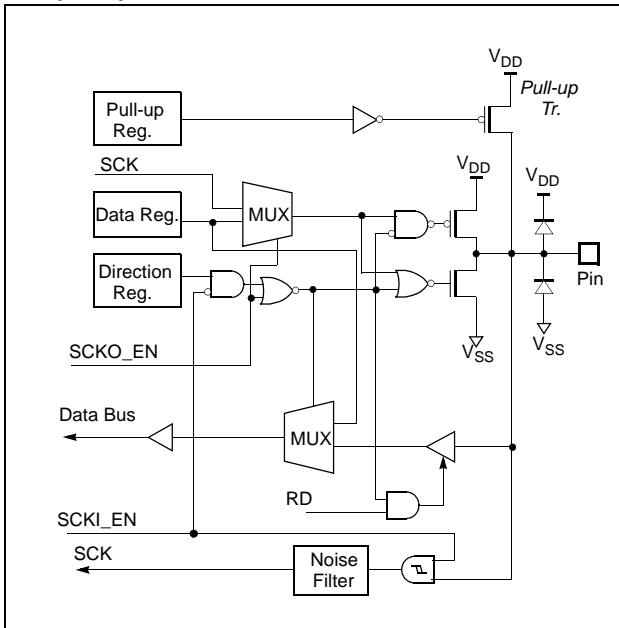 VDD
Pull-up
Tr.
Pull-up
Reg.
SCK
VDD
VDD
Data Reg.
MUX
Direction
Reg.
Pin
SCKO_EN
VSS
VSS
Data Bus
MUX
RD
SCKI_EN
SCK
Noise
Filter